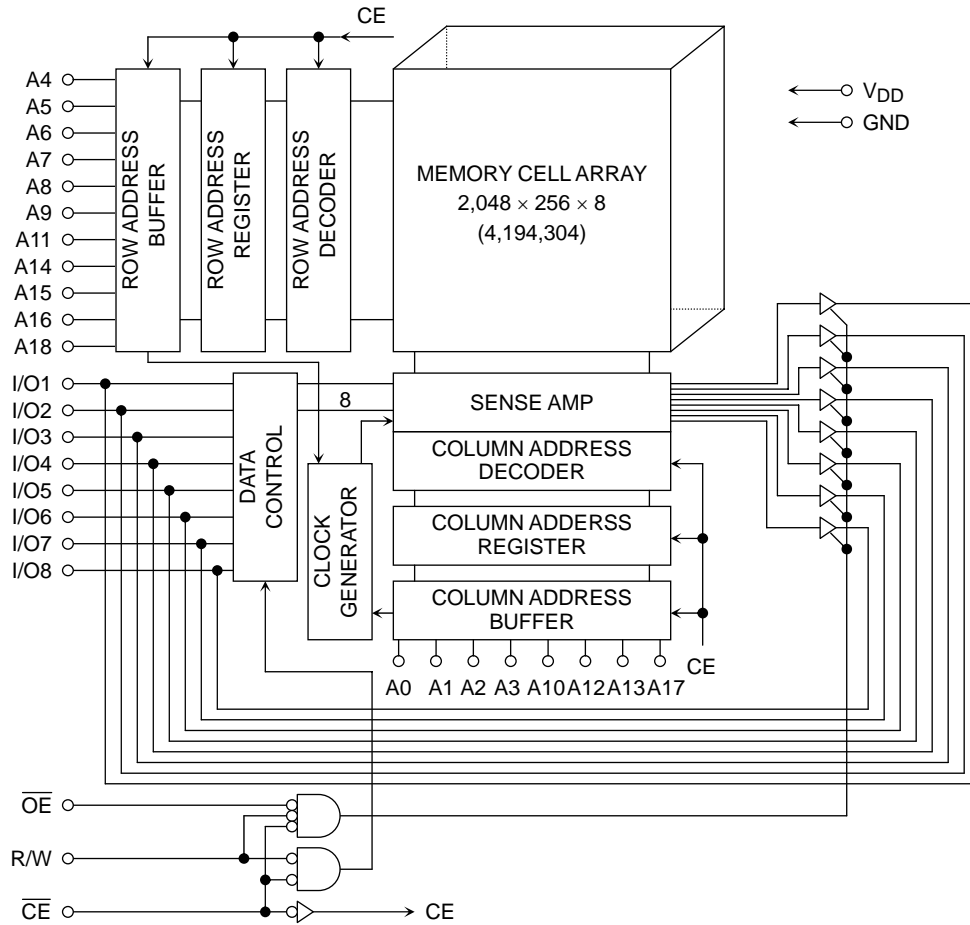 CE
A4
A5
A6
A7
A8
A9
A11
A14
A15
A16
A18
ROW ADDRESS
BUFFER
ROW ADDRESS
REGISTER
ROW ADDRESS
DECODER
MEMORY CELL ARRAY
2,048 × 256 × 8
(4,194,304)
VDD
GND
I/O1
I/O2
I/O3
I/O4
I/O5
I/O6
I/O7
I/O8
DATA
CONTROL
8
CLOCK
GENERATOR
SENSE AMP
COLUMN ADDRESS
DECODER
COLUMN ADDERSS
REGISTER
COLUMN ADDRESS
BUFFER
CE
A0 A1 A2 A3 A10 A12 A13 A17
OE
R/W
CE
CE